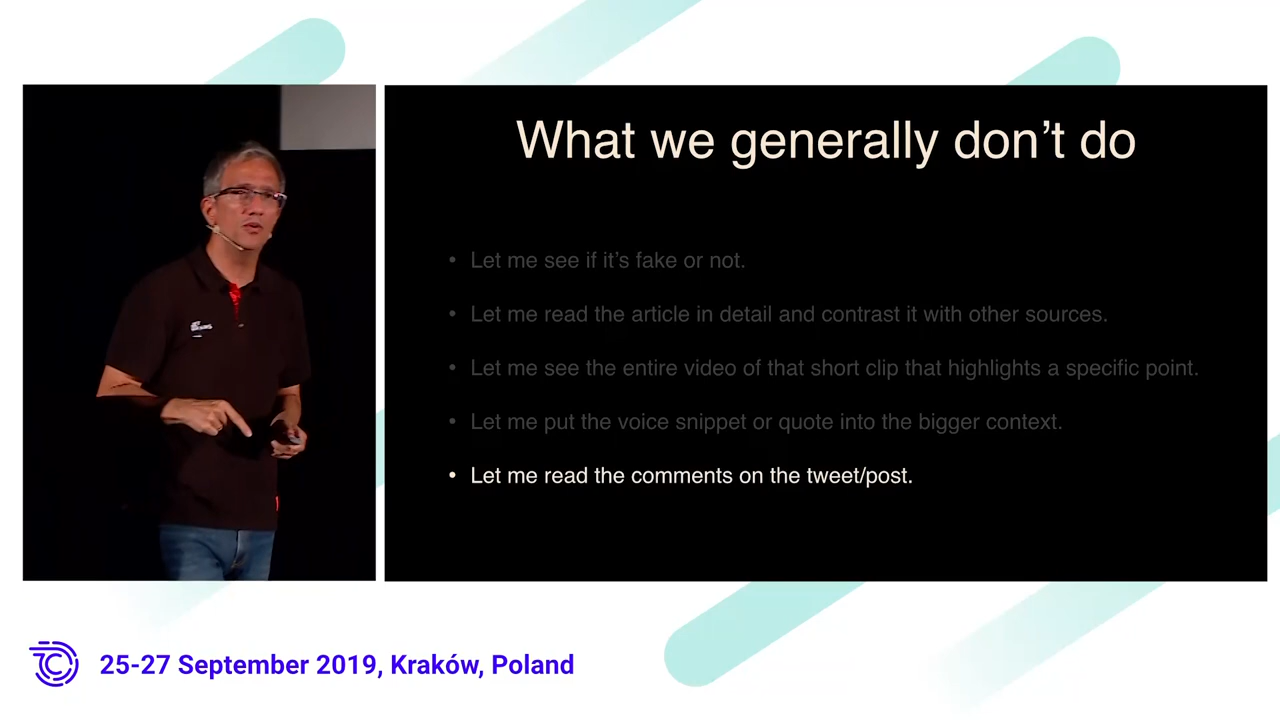 What we generally don’t do
• Let me see if it’s fake or not.
• Let me read the article in detail and contrast it with other sources.
• Let me see the entire video of that short clip that highlights a specific point.
• Let me put the voice snippet or quote into the bigger context.
• Let me read the comments on the tweet/post.
JET
BRAINS
25-27 September 2019, Kraków, Poland